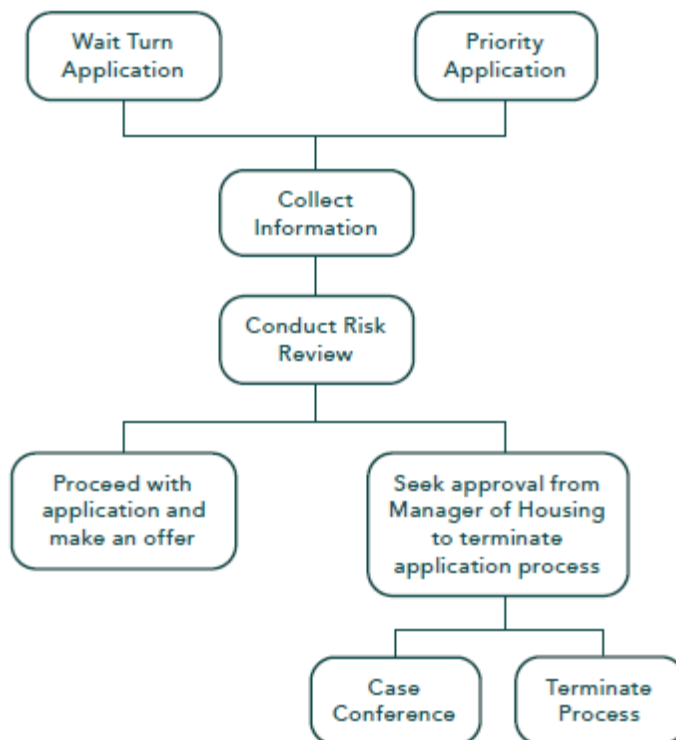 Wait Turn
Application
Priority
Application
Collect
Information
Conduct Risk
Review
Proceed with
application and
make an offer
Seek approval from
Manager of Housing
to terminate
application process
Case
Conference
Terminate
Process